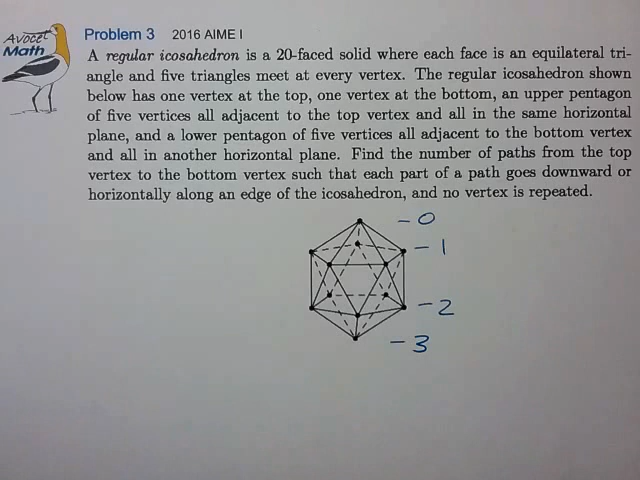 Avocet
Math
Problem 3 2016 AIME I
A regular icosahedron is a 20-faced solid where each face is an equilateral tri-
angle and five triangles meet at every vertex. The regular icosahedron shown
below has one vertex at the top, one vertex at the bottom, an upper pentagon
of five vertices all adjacent to the top vertex and all in the same horizontal
plane, and a lower pentagon of five vertices all adjacent to the bottom vertex
and all in another horizontal plane. Find the number of paths from the top
vertex to the bottom vertex such that each part of a path goes downward or
horizontally along an edge of the icosahedron, and no vertex is repeated.
- 0
- 1
- 2
- 3